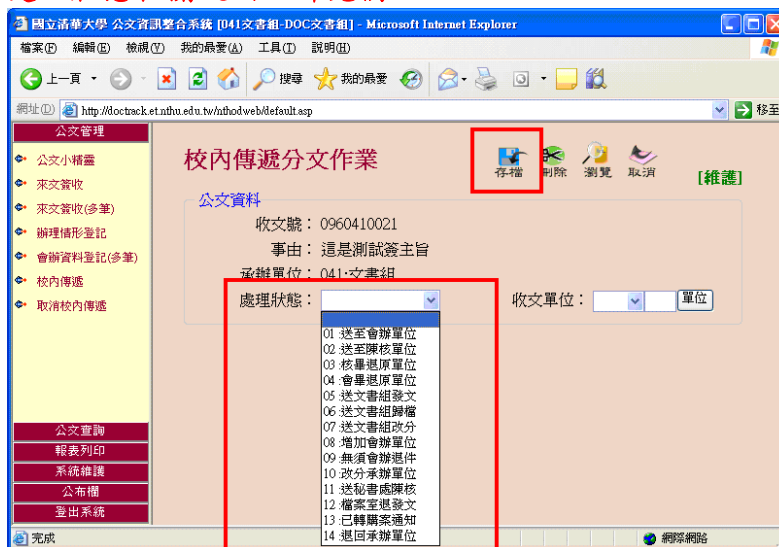 國立清華大學 公文資訊整合系統 [041文書組-DOC文書組] - Microsoft Internet Explorer
檔案(F) 編輯(E) 檢視(V) 我的最愛(A) 工具(T) 說明(H)
上一頁 搜尋 我的最愛
網址(D) http://doctrack.et.nthu.edu.tw/nthodweb/default.asp 移至
公文管理
公文小精靈
來文簽收
來文簽收(多筆)
辦理情形登記
會辦資料登記(多筆)
校內傳遞
取消校內傳遞
公文查詢
報表列印
系統維護
公布欄
登出系統
校內傳遞分文作業
存檔 刪除 瀏覽 取消 [維護]
公文資料
收文號：0960410021
事由：這是測試簽主旨
承辦單位：041:文書組
處理狀態： 收文單位： 單位
01 :送至會辦單位
02 :送至陳核單位
03 :核畢退原單位
04 :會畢退原單位
05 :送文書組發文
06 :送文書組歸檔
07 :送文書組改分
08 :增加會辦單位
09 :無須會辦退件
10 :改分承辦單位
11 :送秘書處陳核
12 :檔案室退發文
13 :已轉購案通知
14 :退回承辦單位
完成 網際網路